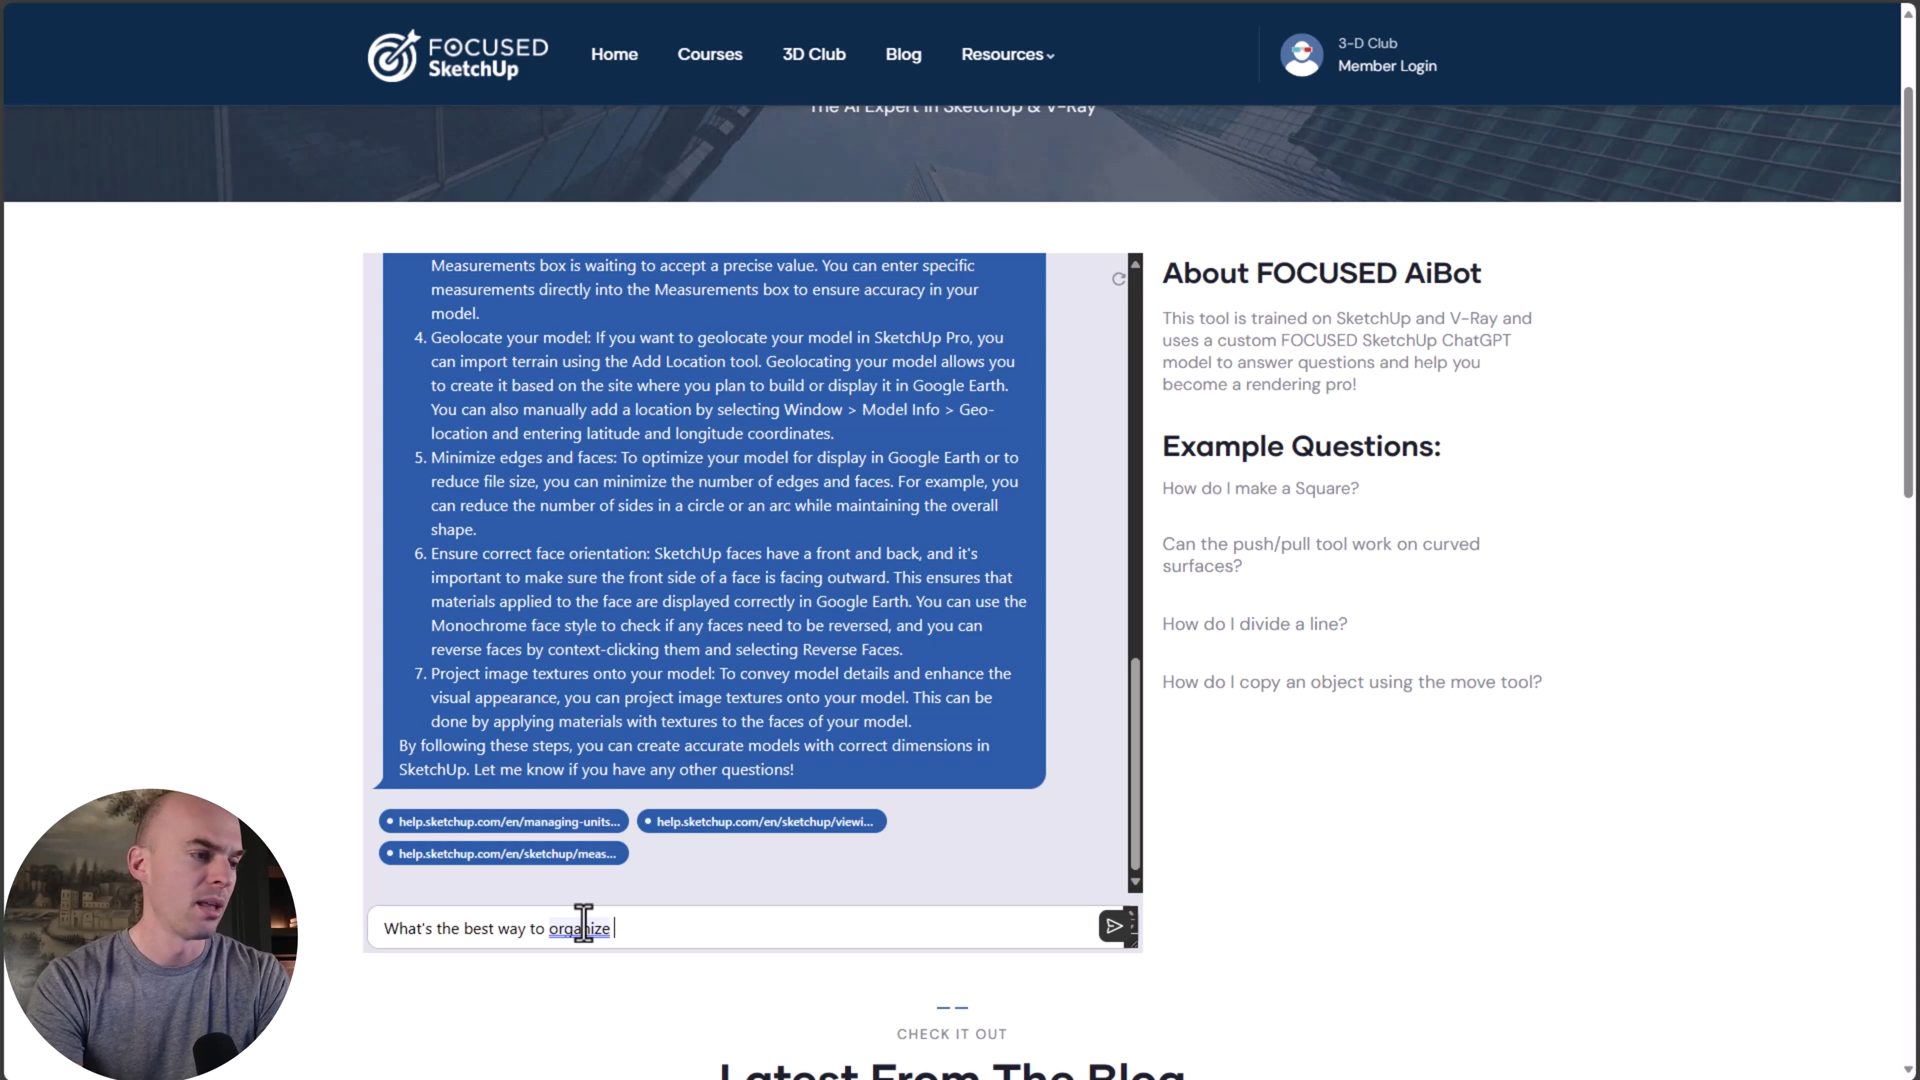 FOCUSED
SketchUp
Home
Courses
3D Club
Blog
Resources
3-D Club
Member Login
The AI Expert in SketchUp & V-Ray
Measurements box is waiting to accept a precise value. You can enter specific
measurements directly into the Measurements box to ensure accuracy in your
model.
4. Geolocate your model: If you want to geolocate your model in SketchUp Pro, you
can import terrain using the Add Location tool. Geolocating your model allows you
to create it based on the site where you plan to build or display it in Google Earth.
You can also manually add a location by selecting Window > Model Info > Geo-
location and entering latitude and longitude coordinates.
5. Minimize edges and faces: To optimize your model for display in Google Earth or to
reduce file size, you can minimize the number of edges and faces. For example, you
can reduce the number of sides in a circle or an arc while maintaining the overall
shape.
6. Ensure correct face orientation: SketchUp faces have a front and back, and it's
important to make sure the front side of a face is facing outward. This ensures that
materials applied to the face are displayed correctly in Google Earth. You can use the
Monochrome face style to check if any faces need to be reversed, and you can
reverse faces by context-clicking them and selecting Reverse Faces.
7. Project image textures onto your model: To convey model details and enhance the
visual appearance, you can project image textures onto your model. This can be
done by applying materials with textures to the faces of your model.
By following these steps, you can create accurate models with correct dimensions in
SketchUp. Let me know if you have any other questions!
help.sketchup.com/en/managing-units...
help.sketchup.com/en/sketchup/viewi...
help.sketchup.com/en/sketchup/meas...
What's the best way to organize
About FOCUSED AiBot
This tool is trained on SketchUp and V-Ray and
uses a custom FOCUSED SketchUp ChatGPT
model to answer questions and help you
become a rendering pro!
Example Questions:
How do I make a Square?
Can the push/pull tool work on curved
surfaces?
How do I divide a line?
How do I copy an object using the move tool?
CHECK IT OUT
Latest From The Blog